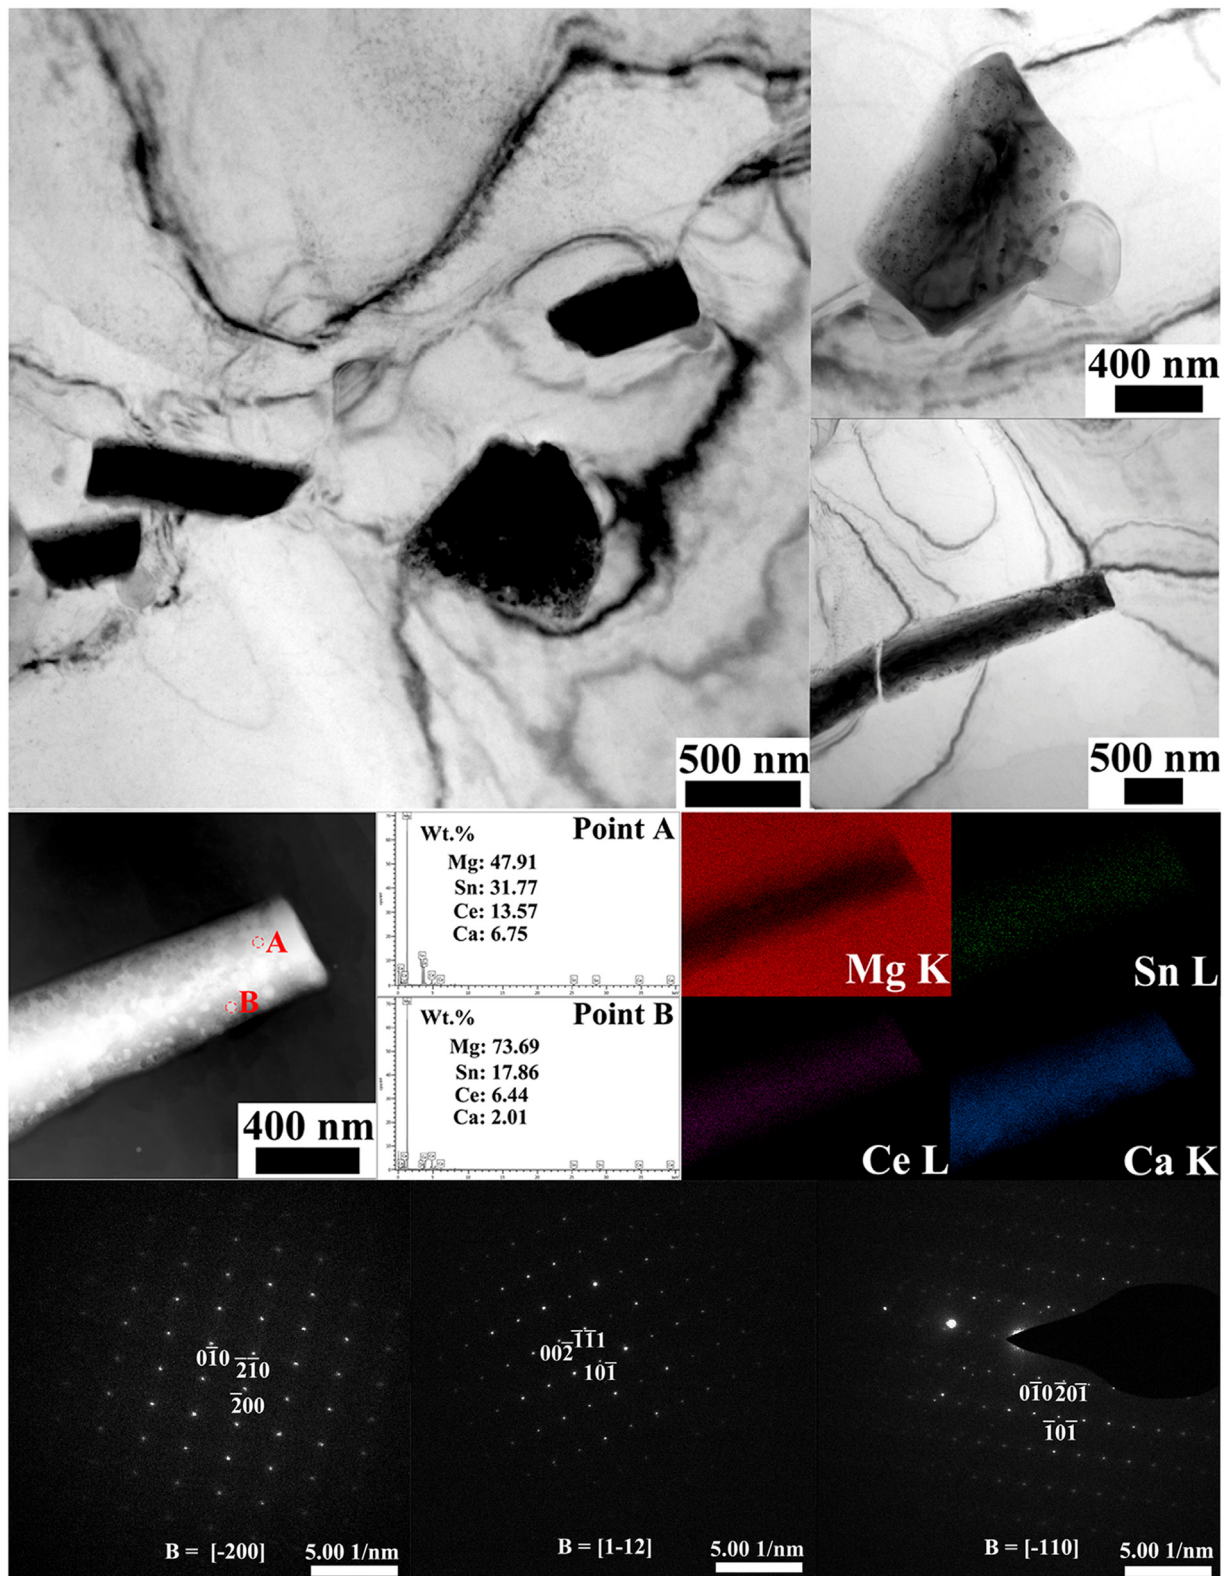 400 nm
500 nm
500 nm
A
B
400 nm
Point A
Wt.%
Mg: 47.91
Sn: 31.77
Ce: 13.57
Ca: 6.75
Point B
Wt.%
Mg: 73.69
Sn: 17.86
Ce: 6.44
Ca: 2.01
Mg K
Sn L
Ce L
Ca K
01̅0
2̅1̅0
2̅00
B = [-200]
5.00 1/nm
1̅1̅1
002̅
101̅
B = [1-12]
5.00 1/nm
01̅0 2̅01̅
1̅01̅
B = [-110]
5.00 1/nm